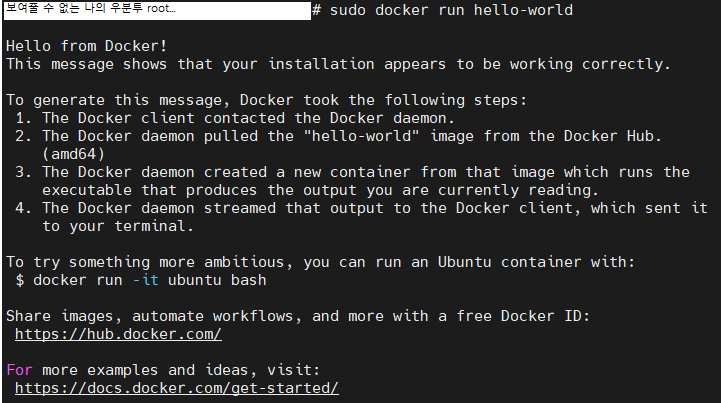 보여줄 수 없는 나의 우분투 root...# sudo docker run hello-world
Hello from Docker!
This message shows that your installation appears to be working correctly.
To generate this message, Docker took the following steps:
1. The Docker client contacted the Docker daemon.
2. The Docker daemon pulled the "hello-world" image from the Docker Hub.
(amd64)
3. The Docker daemon created a new container from that image which runs the
executable that produces the output you are currently reading.
4. The Docker daemon streamed that output to the Docker client, which sent it
to your terminal.
To try something more ambitious, you can run an Ubuntu container with:
$ docker run -it ubuntu bash
Share images, automate workflows, and more with a free Docker ID:
https://hub.docker.com/
For more examples and ideas, visit:
https://docs.docker.com/get-started/